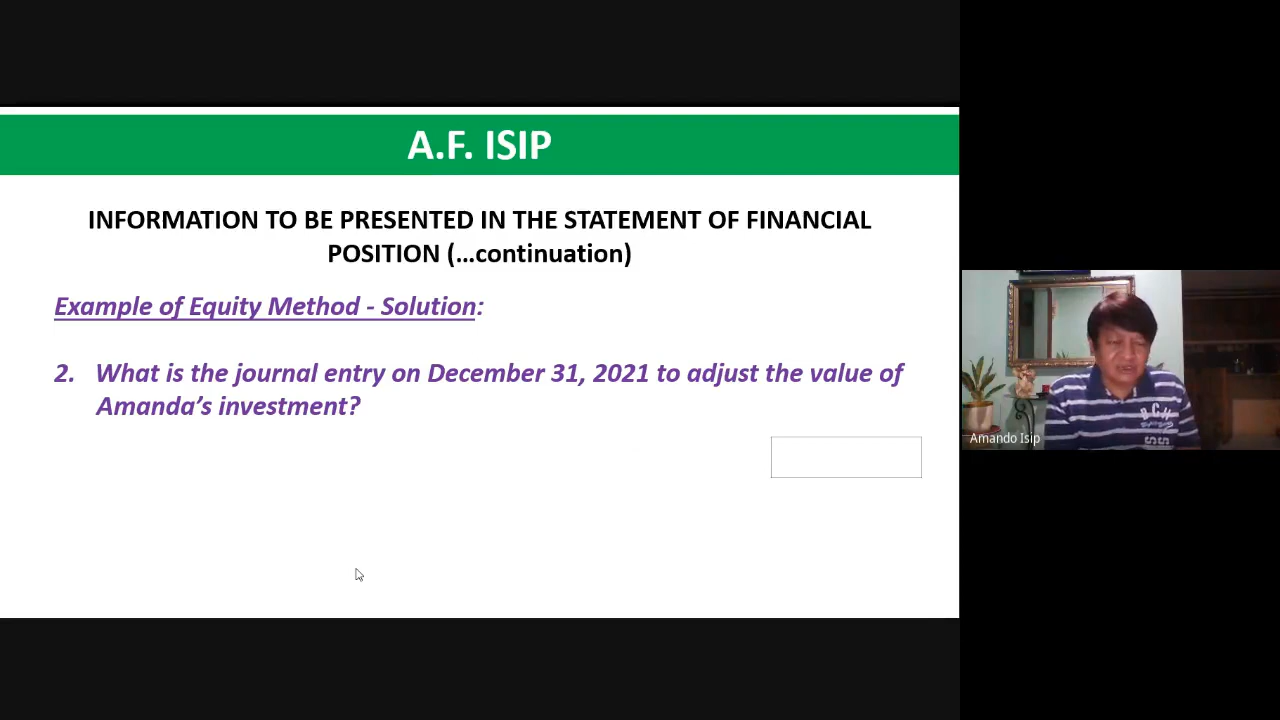 A.F. ISIP
INFORMATION TO BE PRESENTED IN THE STATEMENT OF FINANCIAL
POSITION (...continuation)
Example of Equity Method - Solution:
2. What is the journal entry on December 31, 2021 to adjust the value of
Amanda's investment?
Amando Isip